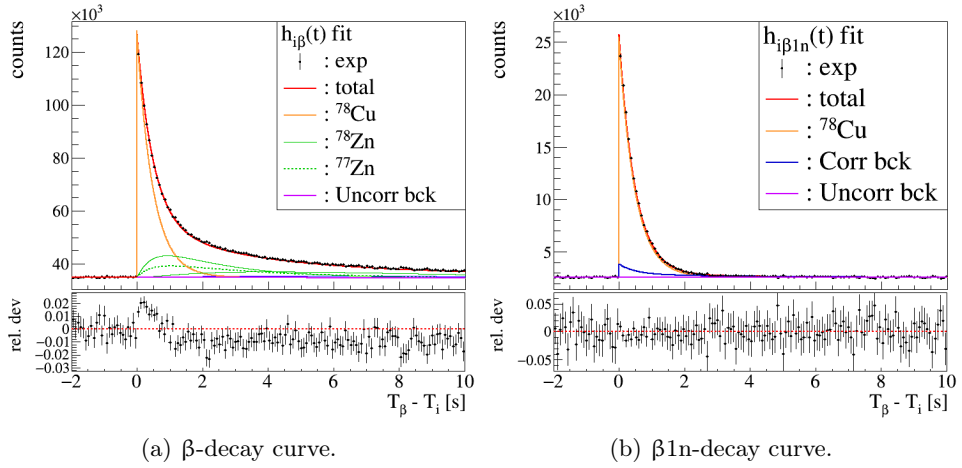 ×10³
h_iβ(t) fit
: exp
: total
: ⁷⁸Cu
: ⁷⁸Zn
: ⁷⁷Zn
: Uncorr bck
counts
120
100
80
60
40
rel. dev
0.02
0.01
0
−0.01
−0.03
−2 0 2 4 6 8 10
T_β - T_i [s]
(a) β-decay curve.
×10³
h_iβ1n(t) fit
: exp
: total
: ⁷⁸Cu
: Corr bck
: Uncorr bck
counts
25
20
15
10
5
rel. dev
0.05
0
−0.05
−2 0 2 4 6 8 10
T_β - T_i [s]
(b) β1n-decay curve.